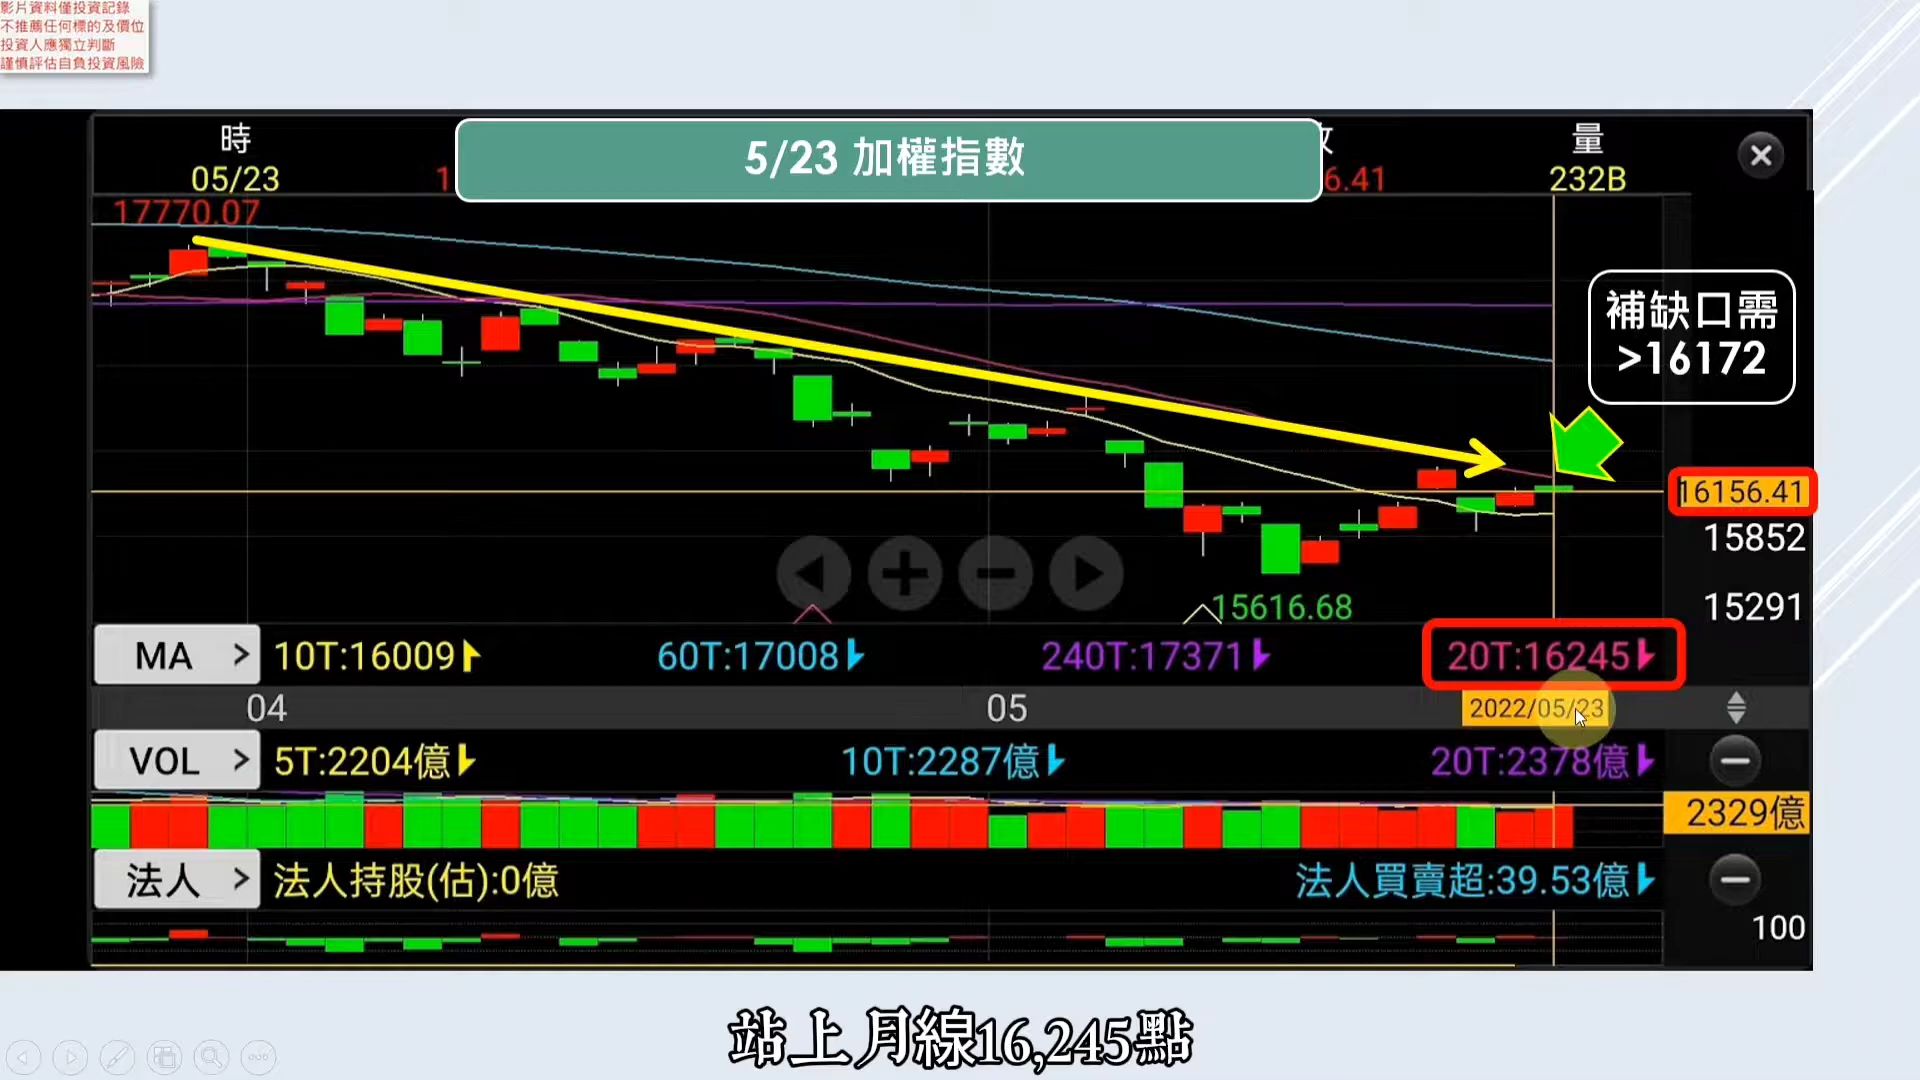 影片資料僅投資記錄
不推薦任何標的及價位
投資人應獨立判斷
謹慎評估自負投資風險
時
5/23 加權指數
量
05/23
1
6.41
232B
17770.07
補缺口需
>16172
16156.41
15852
15616.68
15291
MA > 10T:16009 60T:17008 240T:17371 20T:16245
04 05 2022/05/23
VOL > 5T:2204億 10T:2287億 20T:2378億
2329億
法人 > 法人持股(估):0億 法人買賣超:39.53億
100
站上月線16,245點